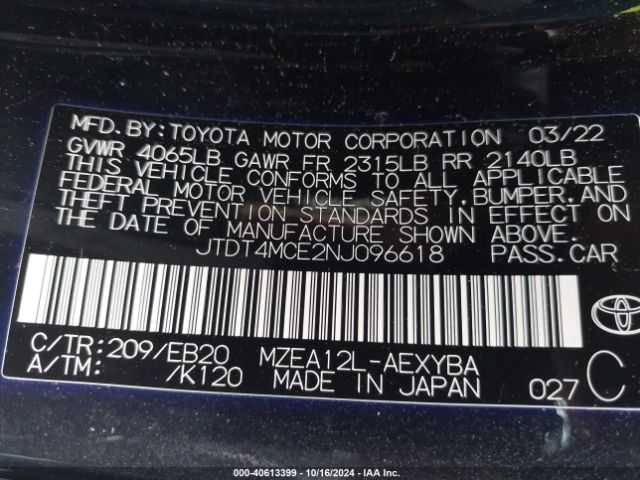 MFD.BY:TOYOTA MOTOR CORPORATION 03/22
GVWR 4065LB GAWR FR 2315LB RR 2140LB
THIS VEHICLE CONFORMS TO ALL APPLICABLE
FEDERAL MOTOR VEHICLE SAFETY,BUMPER,AND
THEFT PREVENTION STANDARDS IN EFFECT ON
THE DATE OF MANUFACTURE SHOWN ABOVE.
JTDT4MCE2NJ096618 PASS.CAR
C/TR:209/EB20 MZEA12L-AEXYBA
A/TM: /K120 MADE IN JAPAN 027 C
TOYOTA
000-40613399 - 10/16/2024 - IAA Inc.